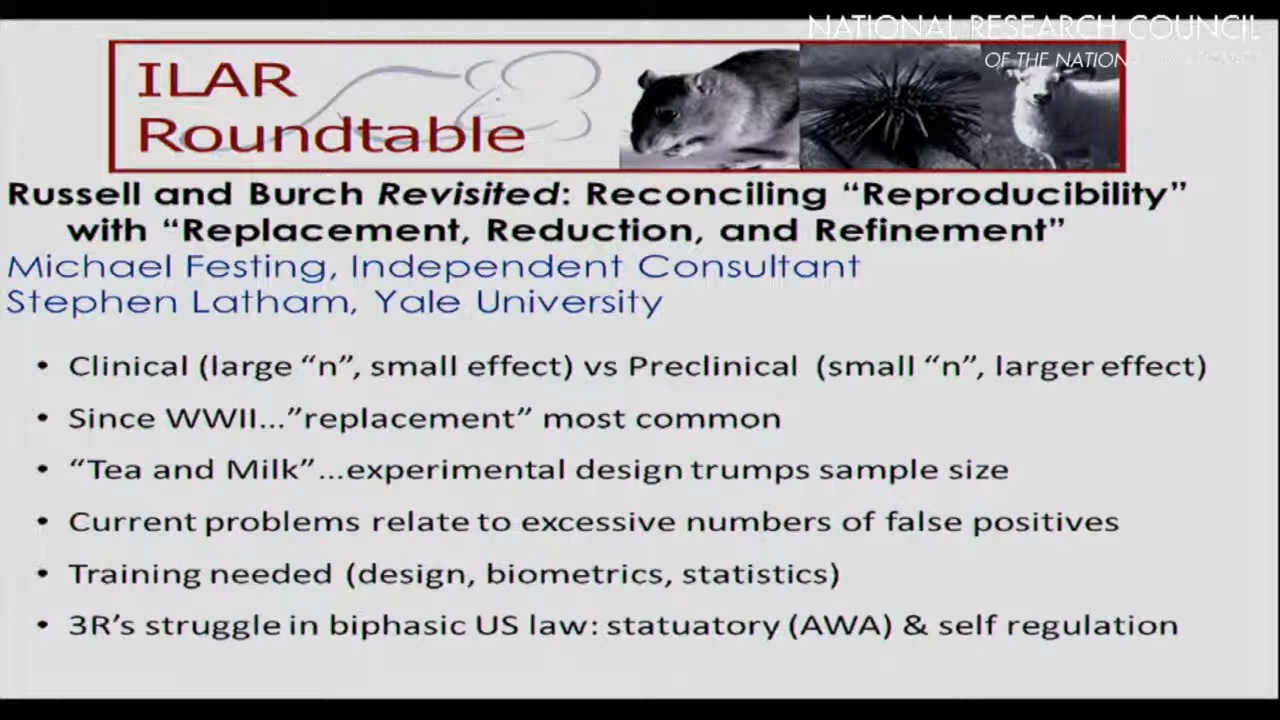 NATIONAL RESEARCH COUNCIL
OF THE NATIONAL
ILAR
Roundtable
Russell and Burch Revisited: Reconciling “Reproducibility”
with “Replacement, Reduction, and Refinement”
Michael Festing, Independent Consultant
Stephen Latham, Yale University
• Clinical (large “n”, small effect) vs Preclinical (small “n”, larger effect)
• Since WWII...”replacement” most common
• “Tea and Milk”...experimental design trumps sample size
• Current problems relate to excessive numbers of false positives
• Training needed (design, biometrics, statistics)
• 3R’s struggle in biphasic US law: statuatory (AWA) & self regulation